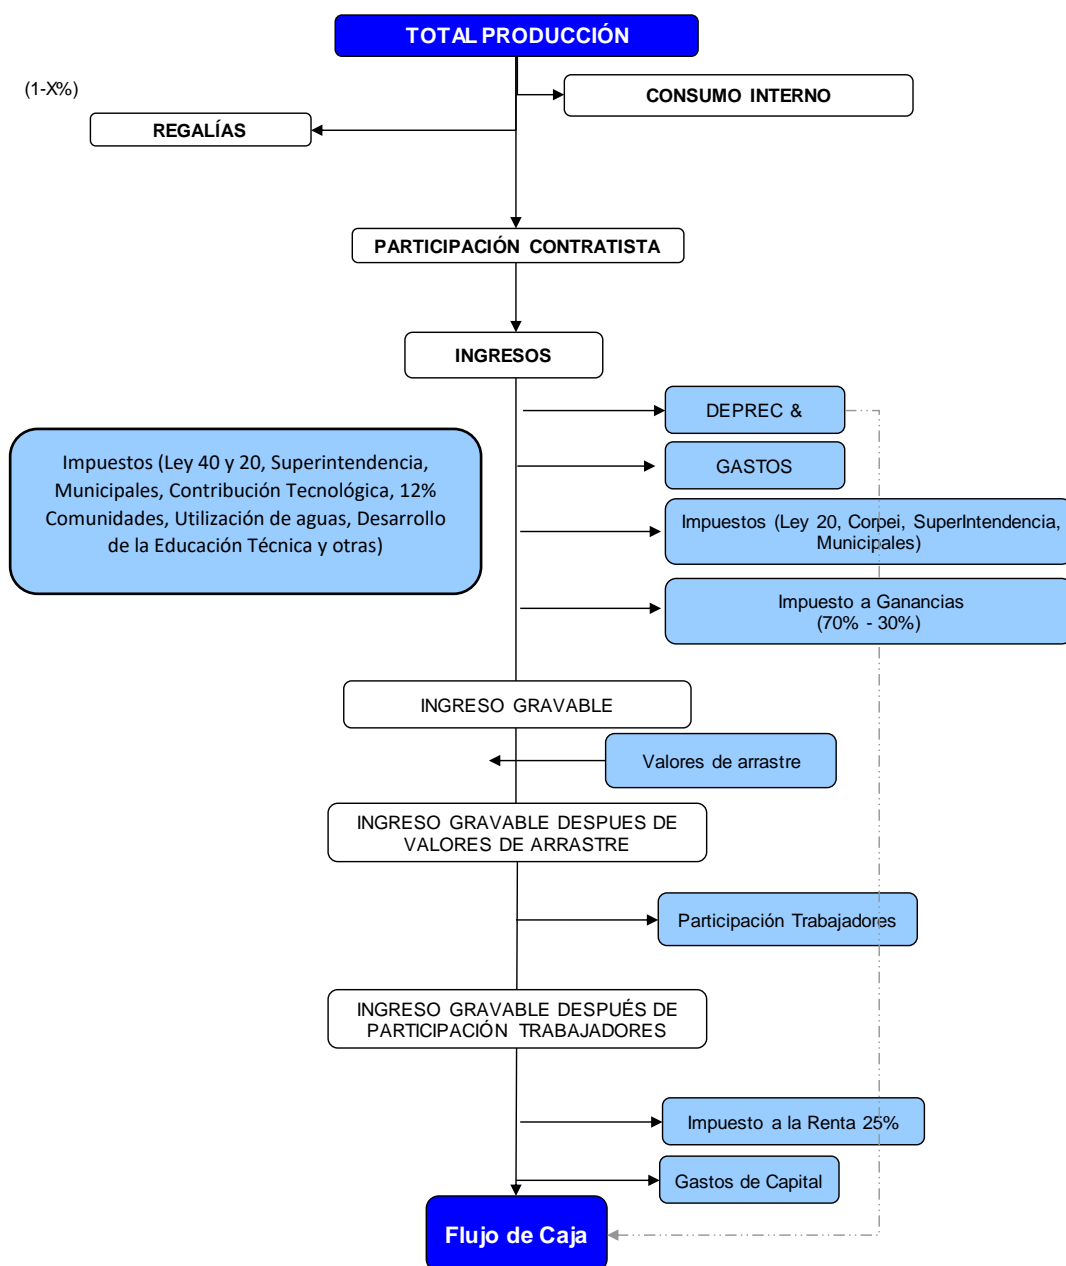 TOTAL PRODUCCIÓN
(1-X%)
CONSUMO INTERNO
REGALÍAS
PARTICIPACIÓN CONTRATISTA
INGRESOS
DEPREC &
GASTOS
Impuestos (Ley 40 y 20, Superintendencia,
Municipales, Contribución Tecnológica, 12%
Comunidades, Utilización de aguas, Desarrollo
de la Educación Técnica y otras)
Impuestos (Ley 20, Corpei, SuperIntendencia,
Municipales)
Impuesto a Ganancias
(70% - 30%)
INGRESO GRAVABLE
Valores de arrastre
INGRESO GRAVABLE DESPUES DE
VALORES DE ARRASTRE
Participación Trabajadores
INGRESO GRAVABLE DESPUÉS DE
PARTICIPACIÓN TRABAJADORES
Impuesto a la Renta 25%
Gastos de Capital
Flujo de Caja